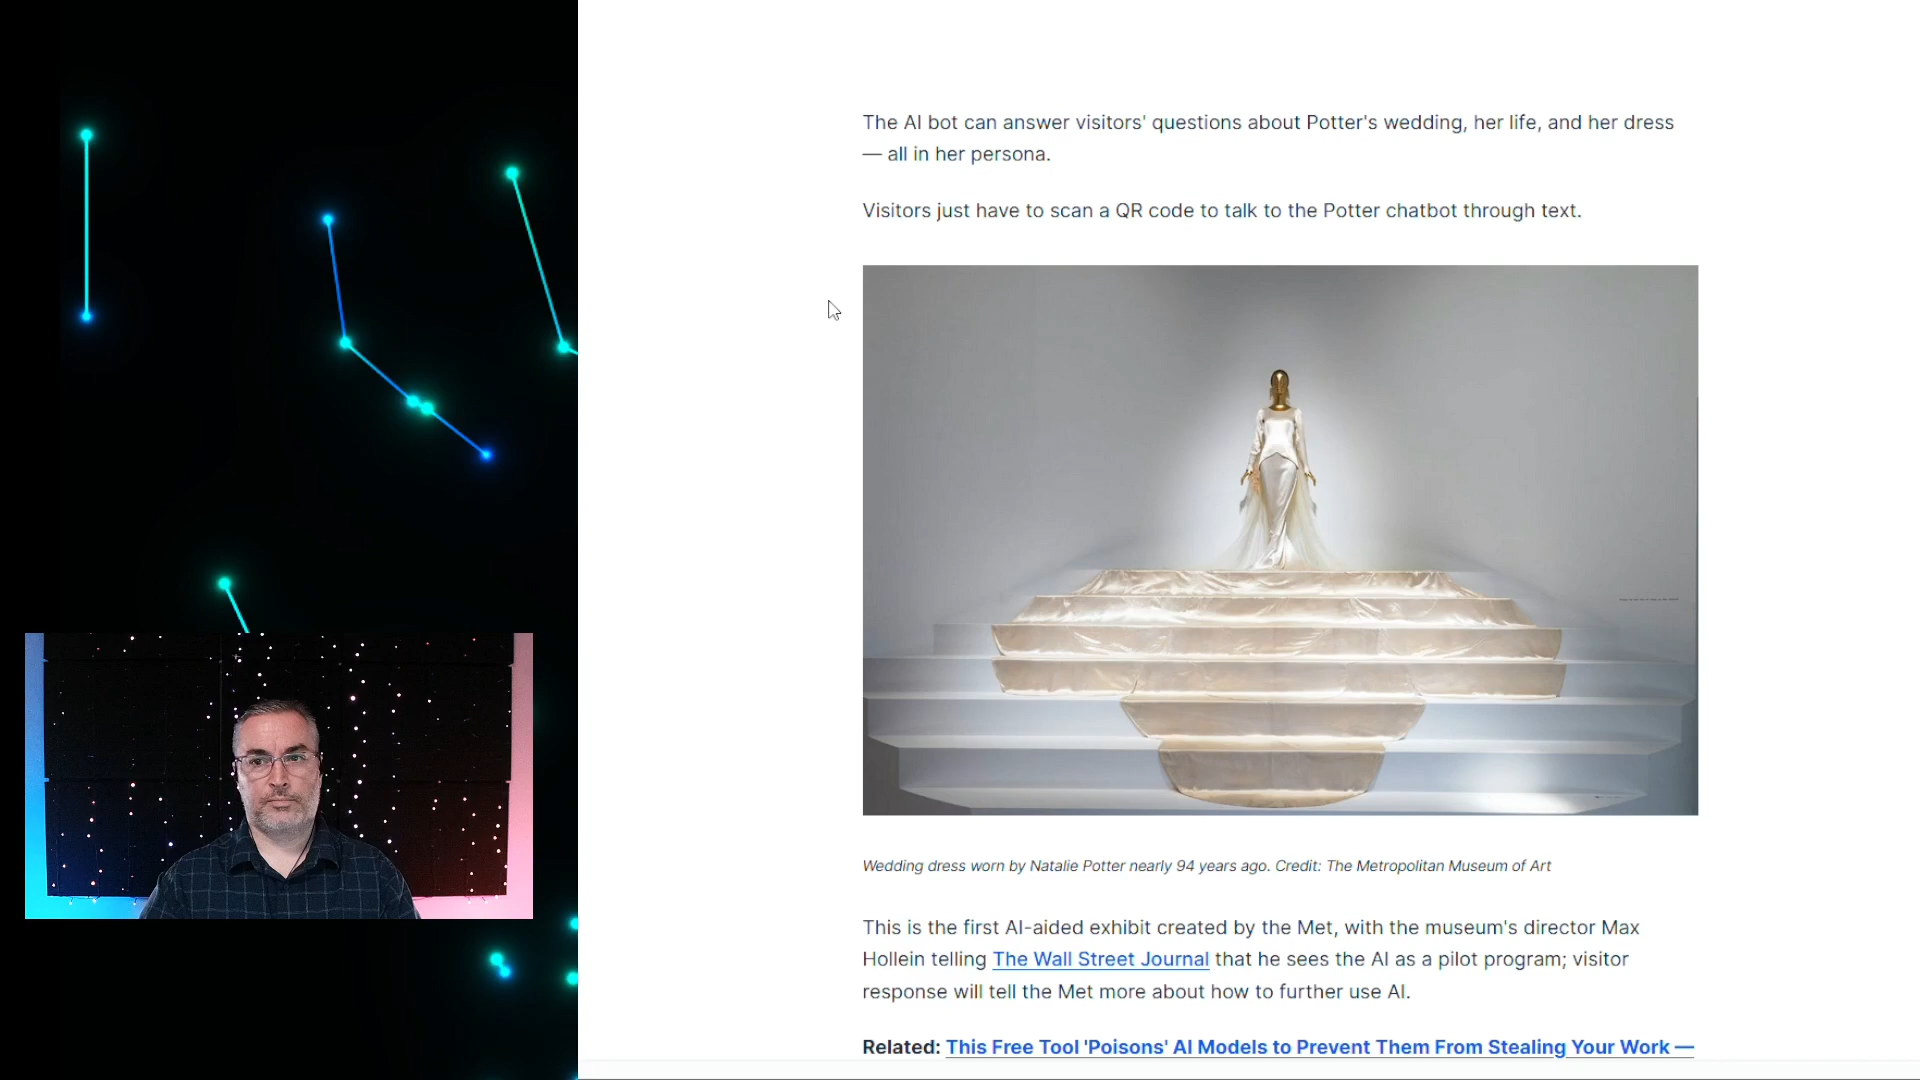 The AI bot can answer visitors' questions about Potter's wedding, her life, and her dress
— all in her persona.
Visitors just have to scan a QR code to talk to the Potter chatbot through text.
Wedding dress worn by Natalie Potter nearly 94 years ago. Credit: The Metropolitan Museum of Art
This is the first AI-aided exhibit created by the Met, with the museum's director Max
Hollein telling The Wall Street Journal that he sees the AI as a pilot program; visitor
response will tell the Met more about how to further use AI.
Related: This Free Tool 'Poisons' AI Models to Prevent Them From Stealing Your Work —